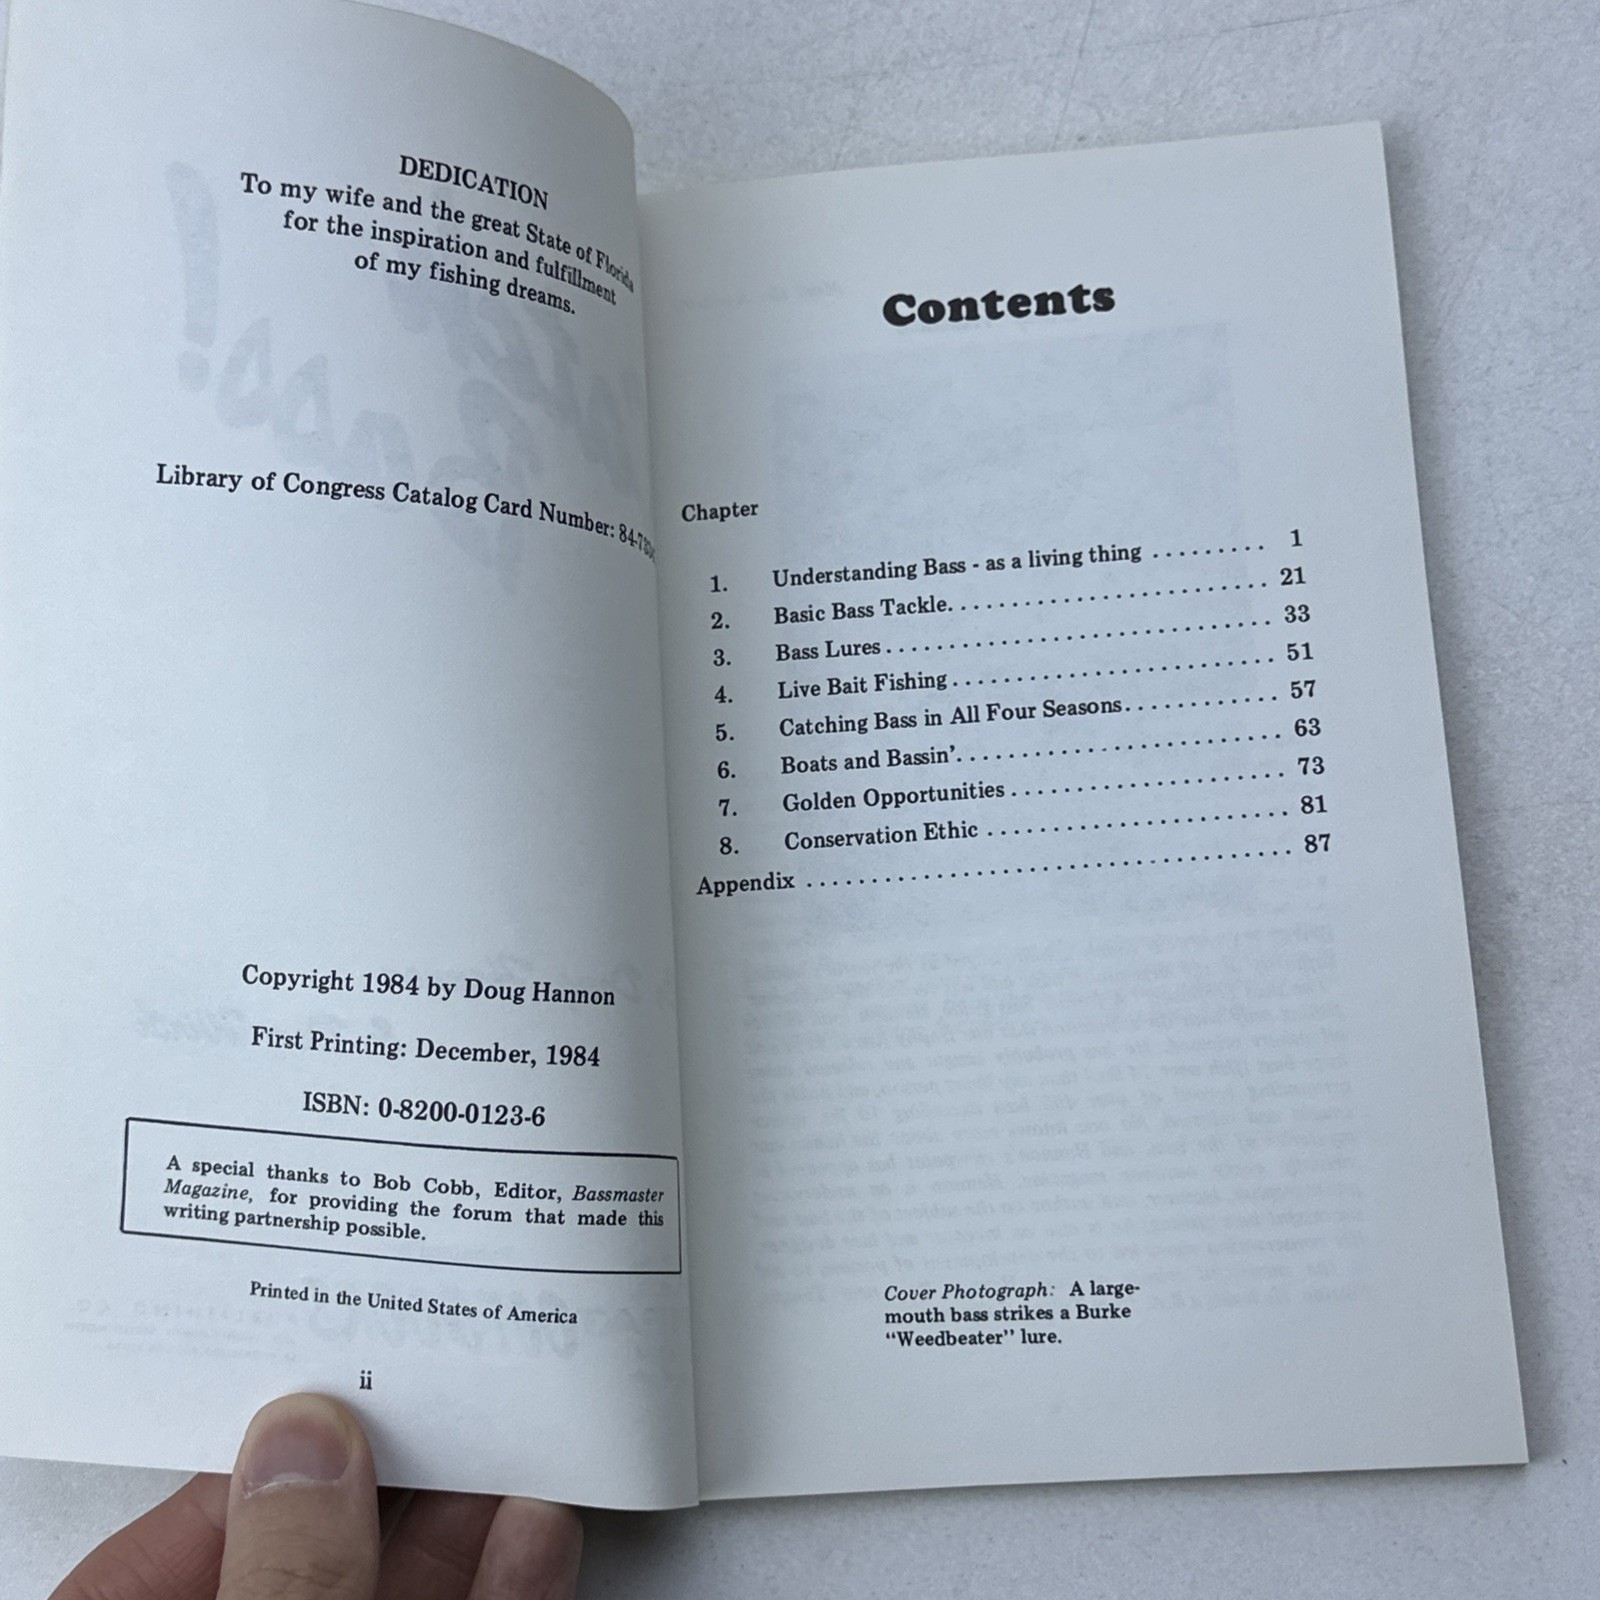 DEDICATION
To my wife and the great State of Florida
for the inspiration and fulfillment
of my fishing dreams.
Library of Congress Catalog Card Number:
Copyright 1984 by Doug Hannon
First Printing: December, 1984
ISBN: 0-8200-0123-6
A special thanks to Bob Cobb, Editor, Bassmaster
Magazine, for providing the forum that made this
writing partnership possible.
Printed in the United States of America
ii
Contents
Chapter
1. Understanding Bass - as a living thing ......... 1
2. Basic Bass Tackle......................... 21
3. Bass Lures.............................. 33
4. Live Bait Fishing......................... 51
5. Catching Bass in All Four Seasons............ 57
6. Boats and Bassin'......................... 63
7. Golden Opportunities..................... 73
8. Conservation Ethic ....................... 81
Appendix ..................................... 87
Cover Photograph: A large-
mouth bass strikes a Burke
"Weedbeater" lure.